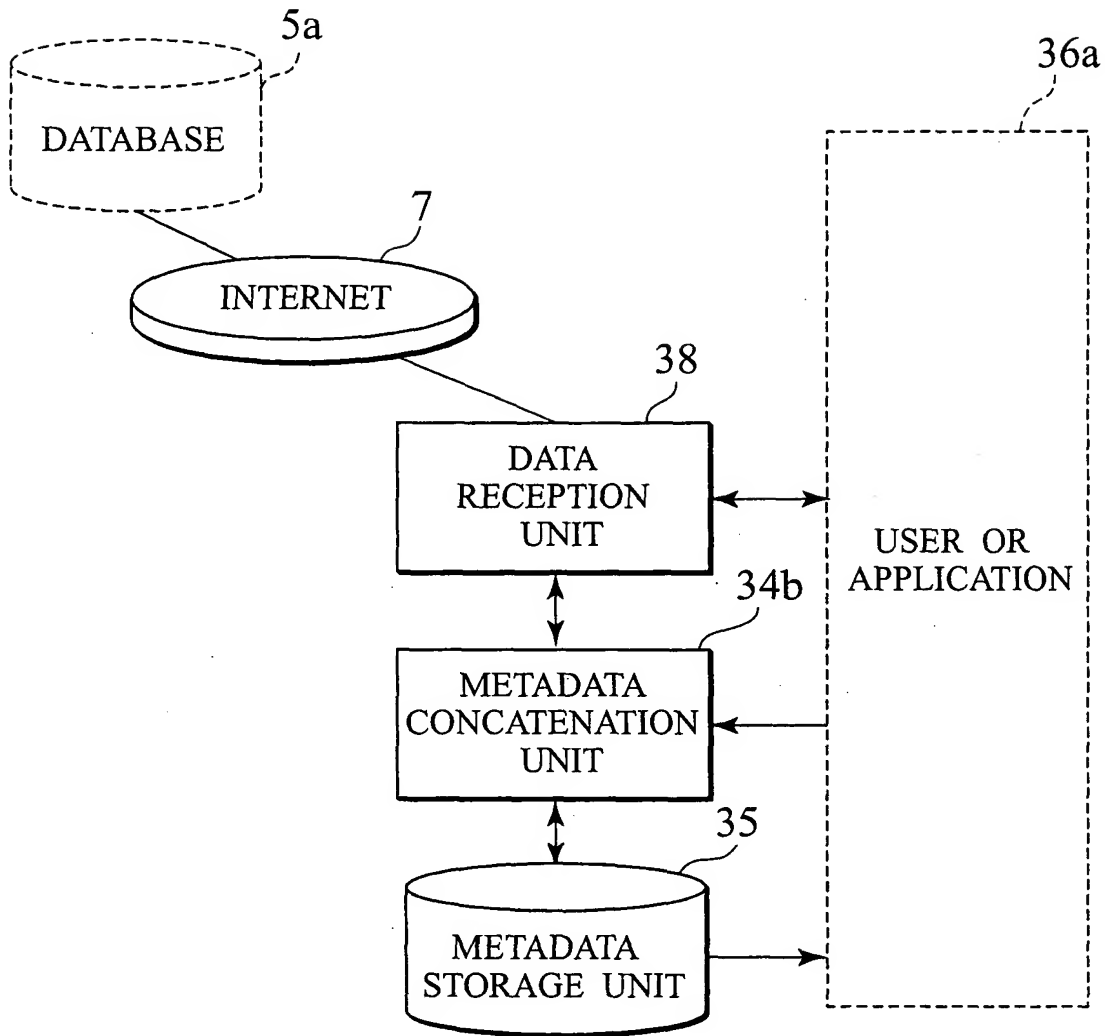 5a
36a
DATABASE
7
INTERNET
38
DATA
RECEPTION
UNIT
USER OR
APPLICATION
34b
METADATA
CONCATENATION
UNIT
35
METADATA
STORAGE UNIT